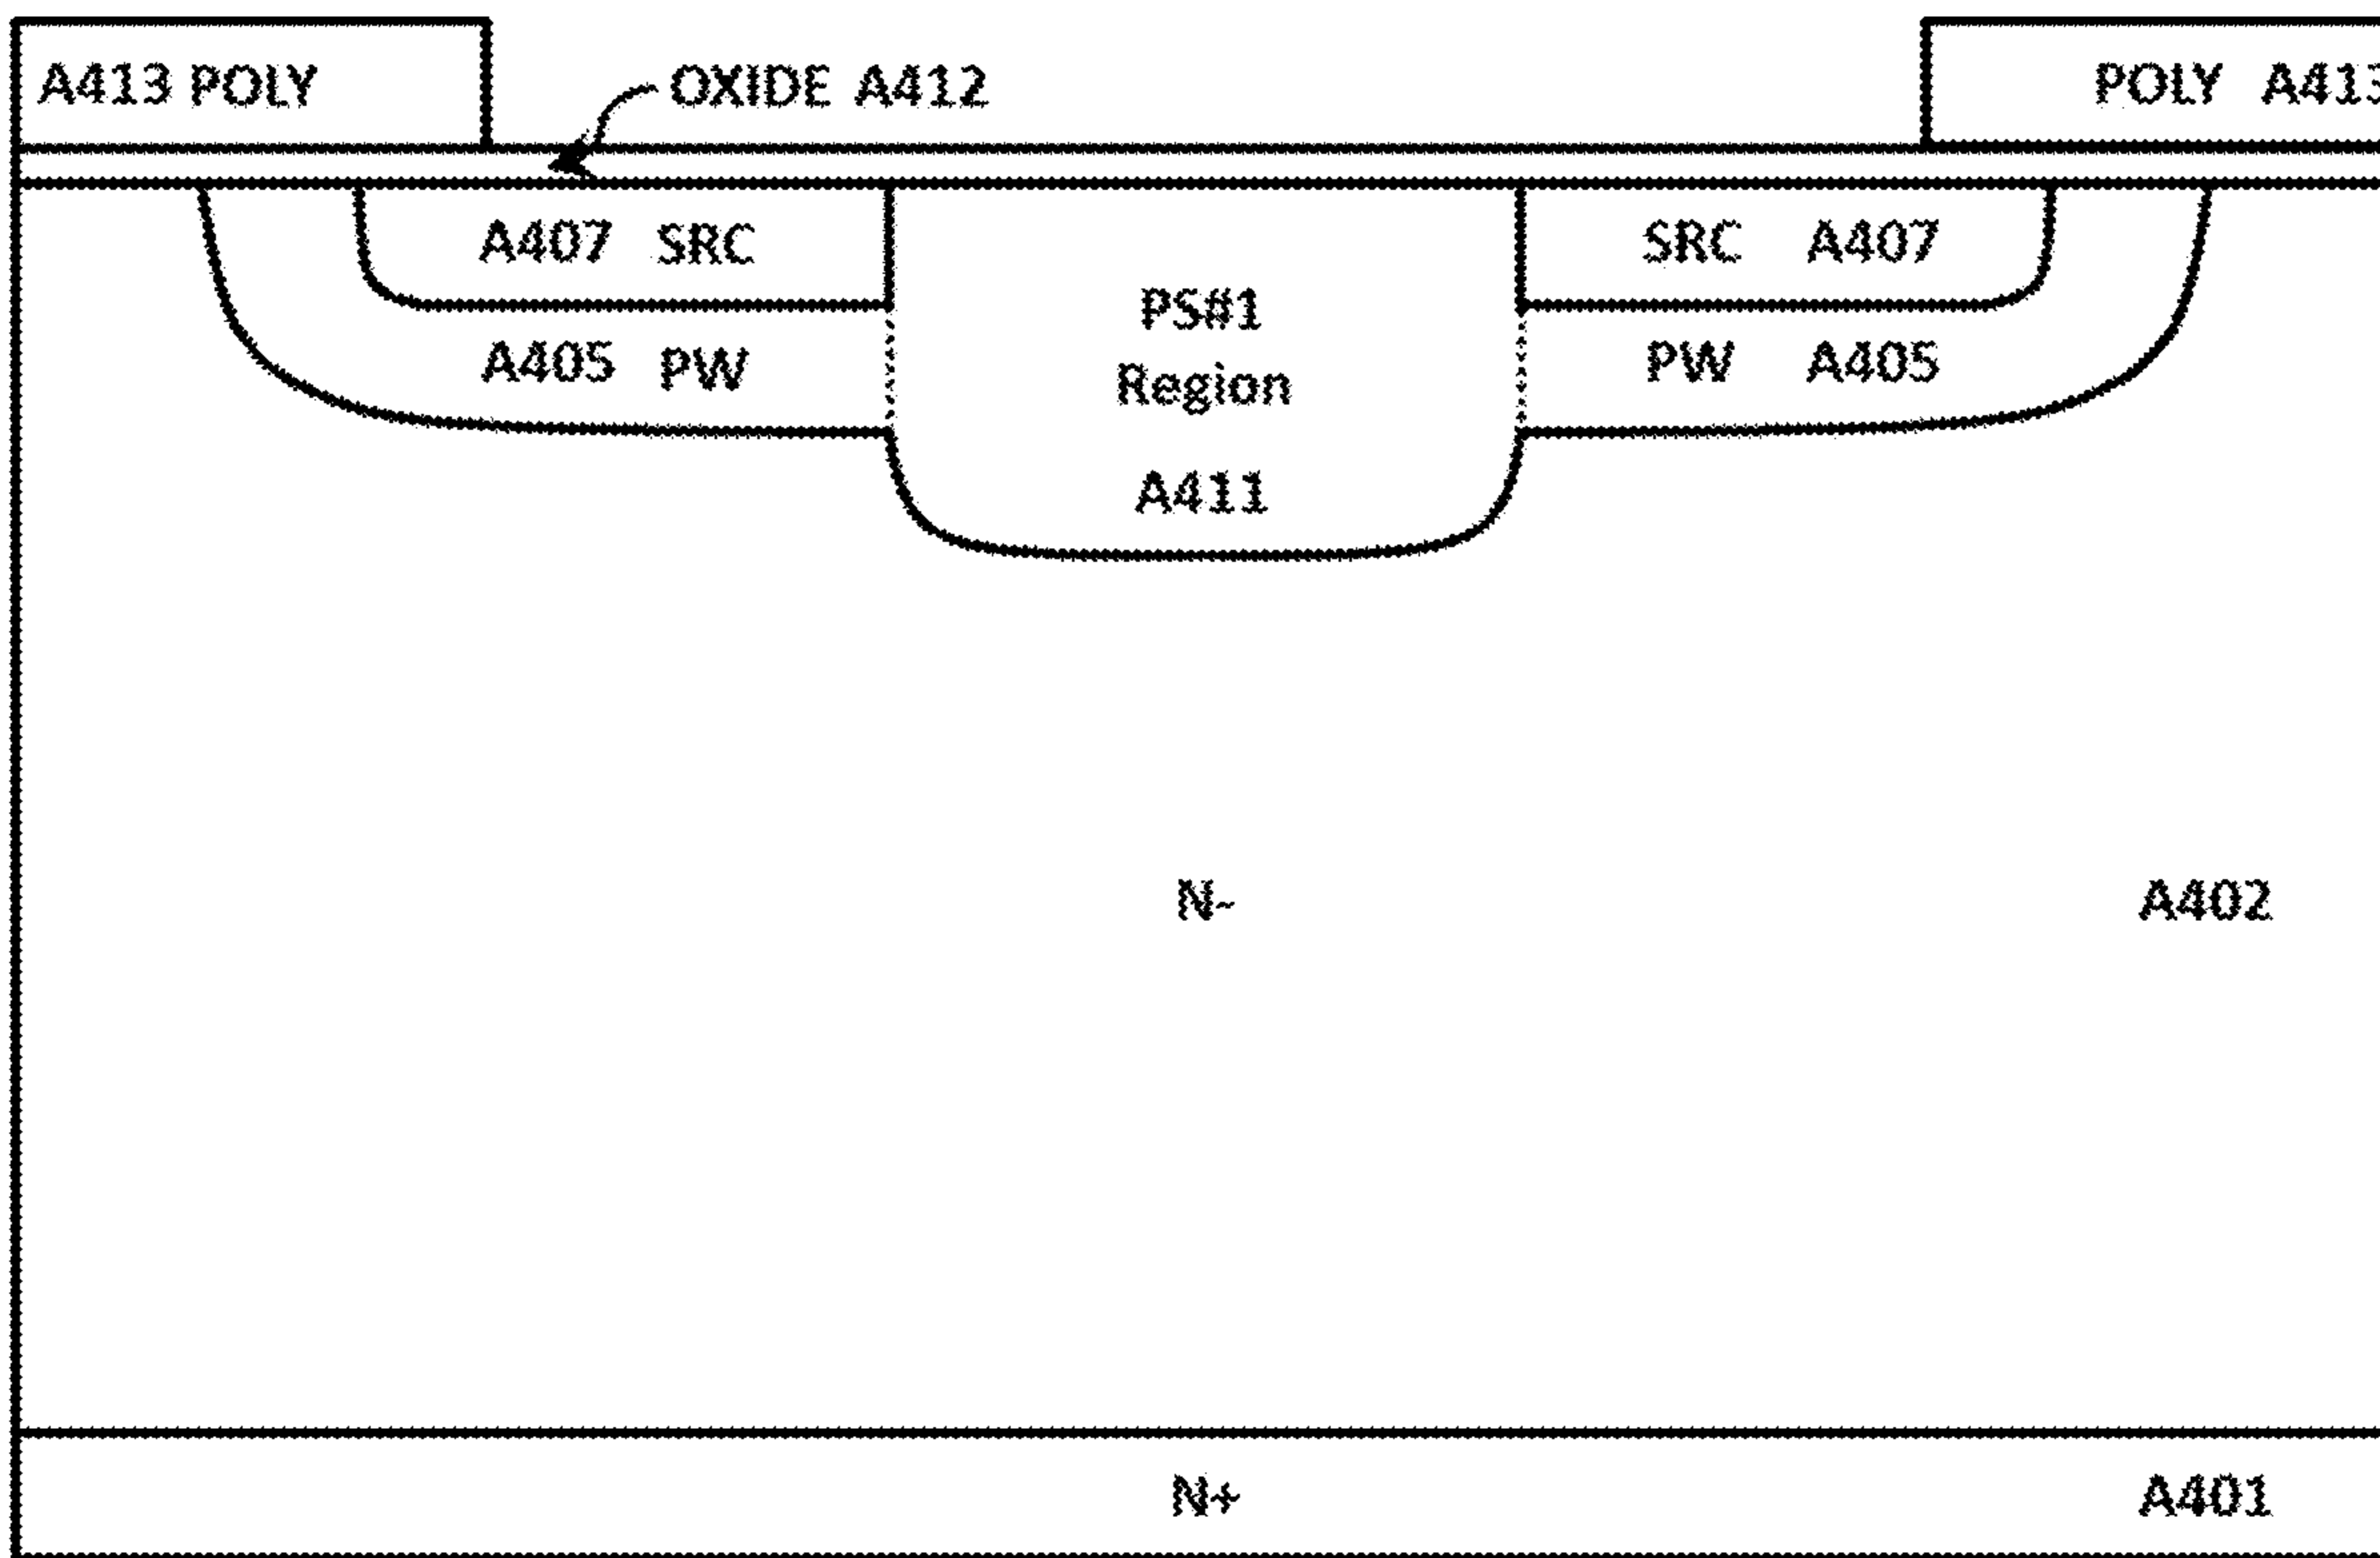 A413 POLY
OXIDE A412
POLY A413
A407 SRC
SRC A407
PS#1
Region
A405 PW
PW A405
A411
N-
A402
N+
A401